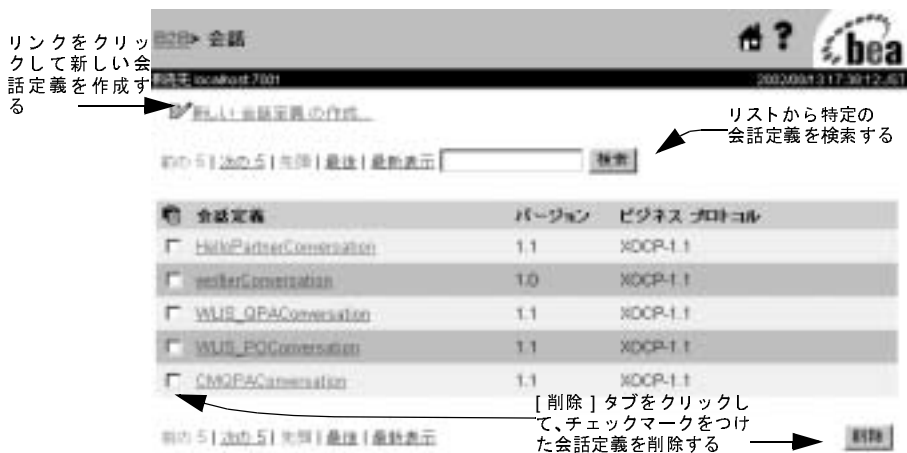 リンクをクリッ
クして新しい会
話定義を作成す
る
B2B> 会話
?
bea
接続先 localhost:7001
新しい会話定義の作成...
リストから特定の
会話定義を検索する
前の 5 | 次の 5 | 先頭 | 最後 | 最新表示
検索
会話定義 バージョン ビジネス プロトコル
HelloPartnerConversation 1.1 XOCP-1.1
verifierConversation 1.0 XOCP-1.1
WLIS_QPAConversation 1.1 XOCP-1.1
WLIS_POConversation 1.1 XOCP-1.1
CMQPAConversation 1.1 XOCP-1.1
[ 削除 ] タブをクリックし
て、チェックマークをつけ
た会話定義を削除する
前の 5 | 次の 5 | 先頭 | 最後 | 最新表示
削除